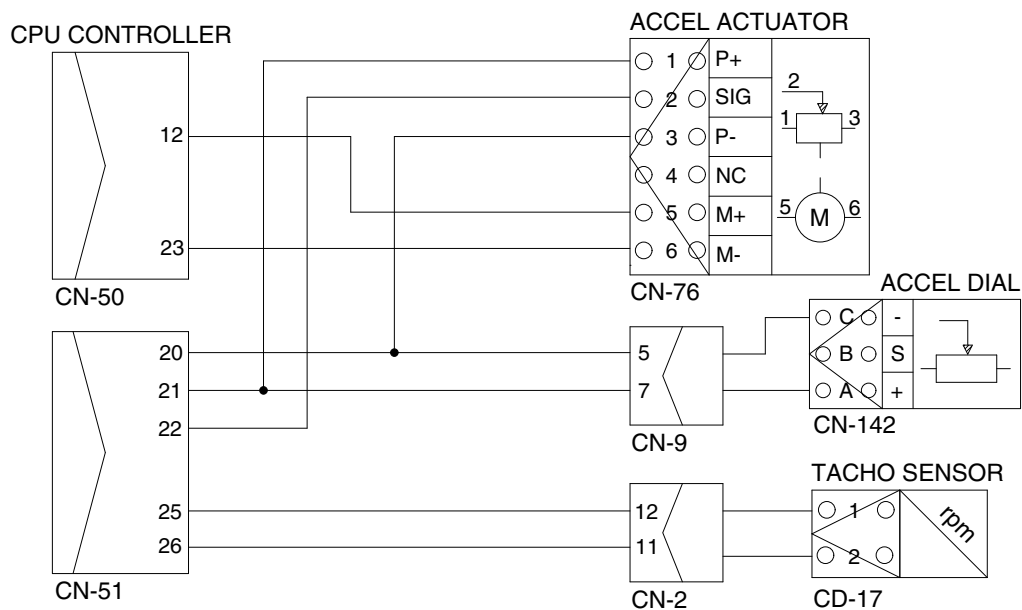 ACCEL ACTUATOR
CPU CONTROLLER
1 P+
2 SIG
3 P-
4 NC
5 M+
6 M-
2
1 3
5 M 6
12
23
CN-50
CN-76
ACCEL DIAL
C -
B S
A +
CN-142
20
21
22
25
26
CN-51
5
7
CN-9
TACHO SENSOR
12
11
CN-2
1
2
rpm
CD-17